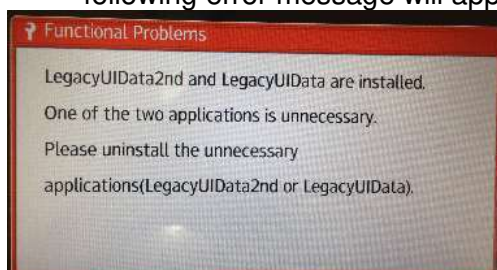 following error message will app
Functional Problems
LegacyUIData2nd and LegacyUIData are installed.
One of the two applications is unnecessary.
Please uninstall the unnecessary
applications(LegacyUIData2nd or LegacyUIData).